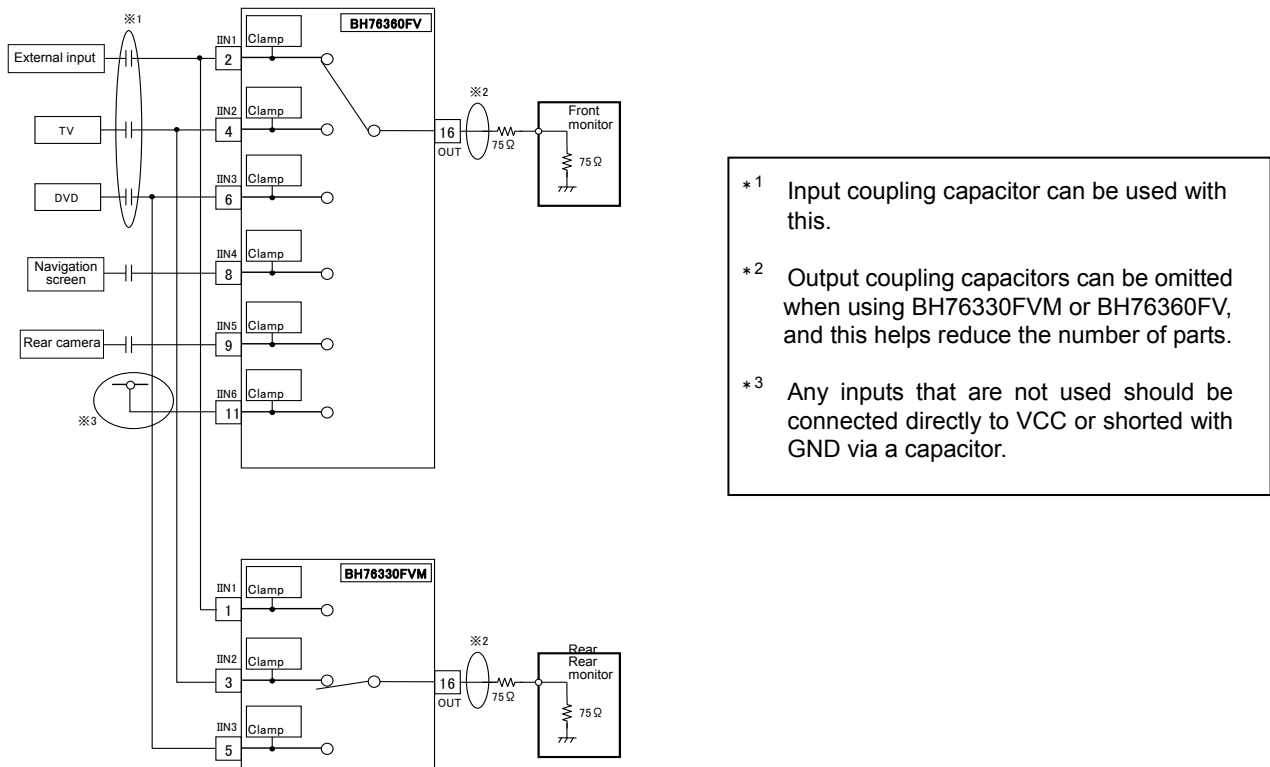 ※1
BH76360FV
External input
IIN1
2
Clamp
※2
TV
IIN2
4
Clamp
16
OUT
75Ω
Front
monitor
75Ω
DVD
IIN3
6
Clamp
Navigation
screen
IIN4
8
Clamp
Rear camera
IIN5
9
Clamp
※3
IIN6
11
Clamp
BH76330FVM
IIN1
1
Clamp
※2
IIN2
3
Clamp
16
OUT
75Ω
Rear
Rear
monitor
75Ω
IIN3
5
Clamp
*1 Input coupling capacitor can be used with
this.
*2 Output coupling capacitors can be omitted
when using BH76330FVM or BH76360FV,
and this helps reduce the number of parts.
*3 Any inputs that are not used should be
connected directly to VCC or shorted with
GND via a capacitor.